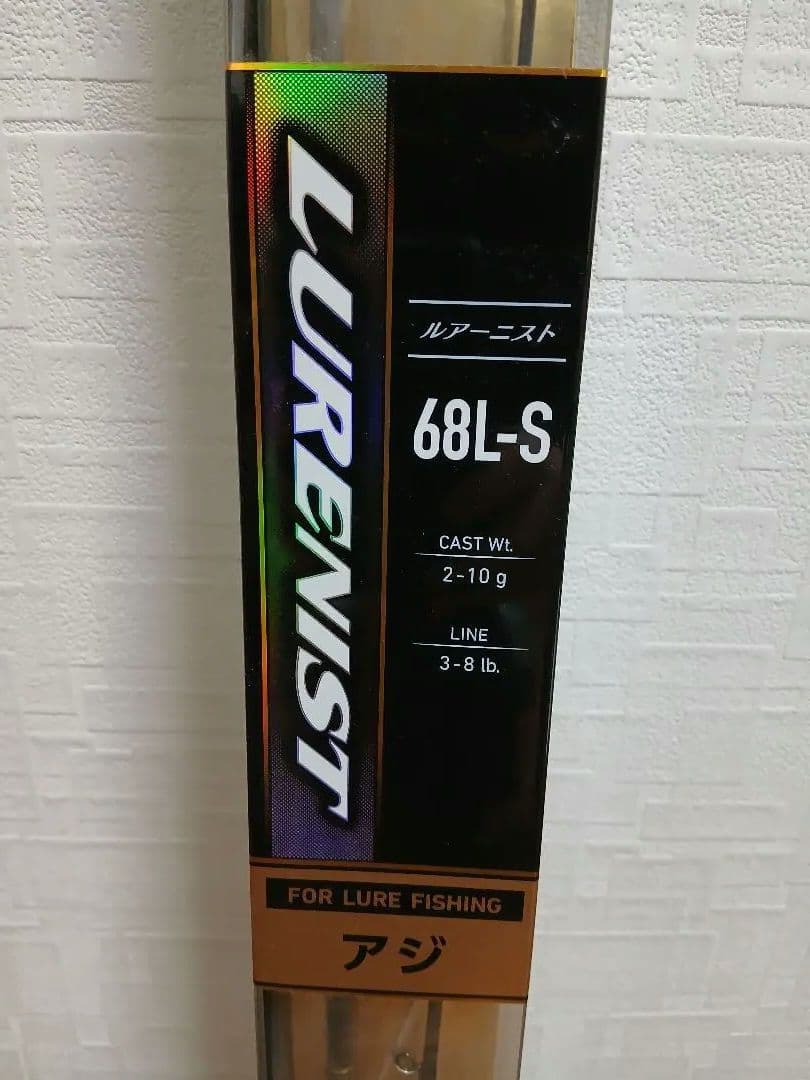 LURENIST
ルアーニスト
68L-S
CAST Wt.
2-10 g
LINE
3-8 lb.
FOR LURE FISHING
アジ